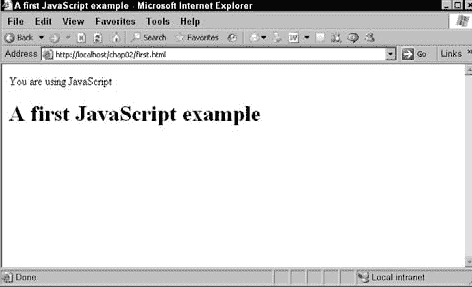 A first JavaScript example - Microsoft Internet Explorer
File Edit View Favorites Tools Help
Back Search Favorites
Address http://localhost/chap02/first.html Go Links »
You are using JavaScript
A first JavaScript example
Done Local intranet